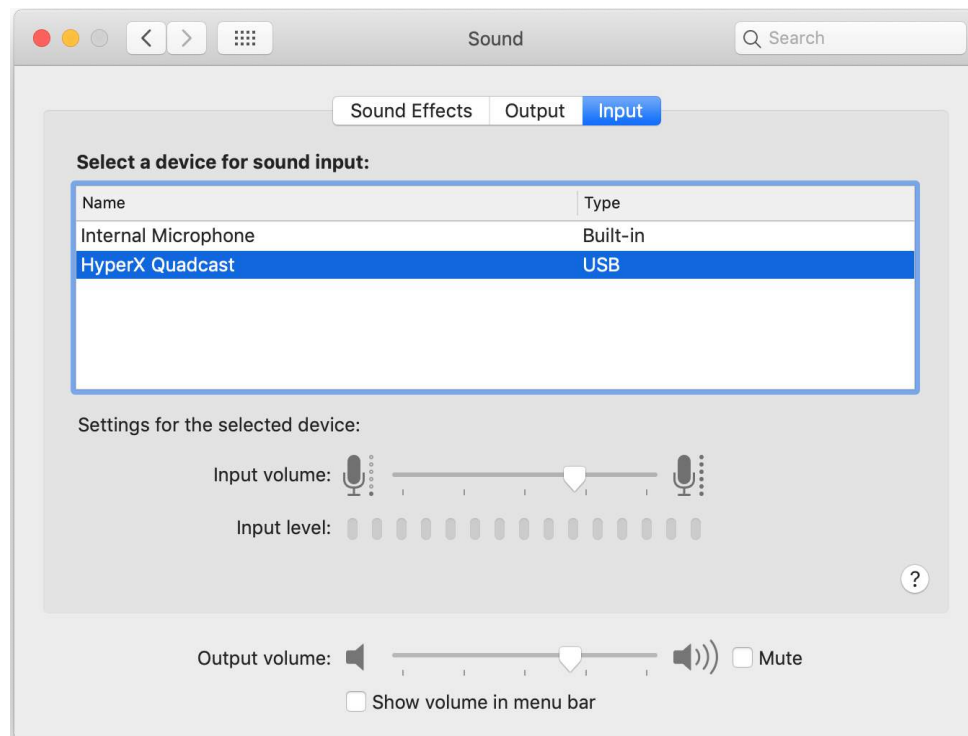 Sound
Search
Sound Effects Output Input
Select a device for sound input:
Name Type
Internal Microphone Built-in
HyperX Quadcast USB
Settings for the selected device:
Input volume:
Input level:
?
Output volume: Mute
Show volume in menu bar